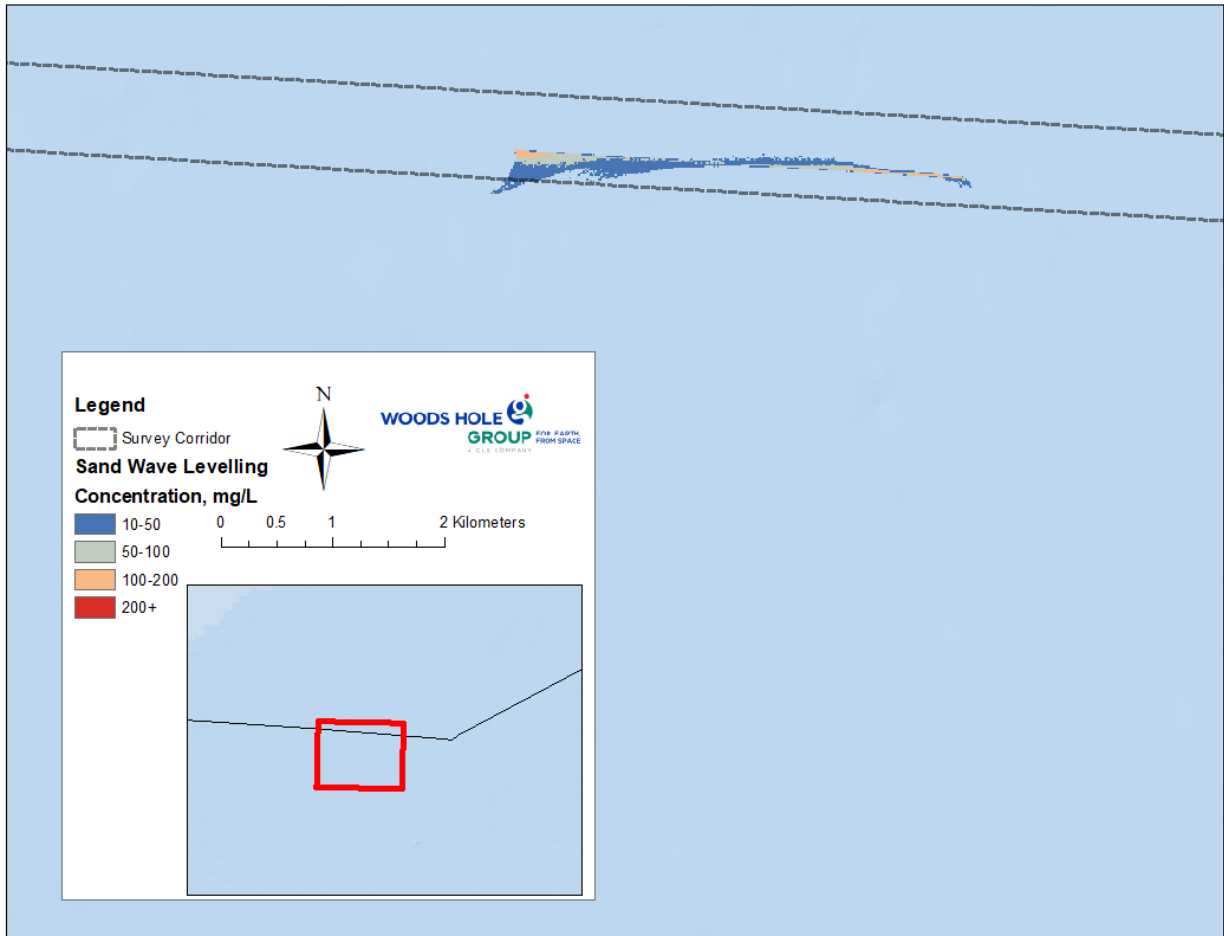 Legend
N
Survey Corridor
Sand Wave Levelling
Concentration, mg/L
10-50
50-100
100-200
200+
WOODS HOLE
GROUP FOR EARTH,
FROM SPACE
A CLS COMPANY
0 0.5 1 2 Kilometers